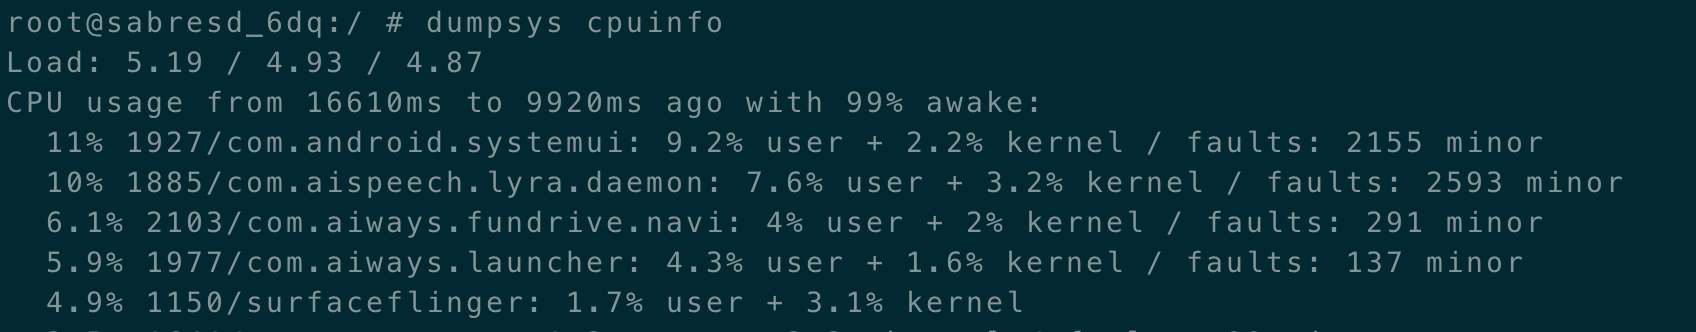 root@sabresd_6dq:/ # dumpsys cpuinfo
Load: 5.19 / 4.93 / 4.87
CPU usage from 16610ms to 9920ms ago with 99% awake:
11% 1927/com.android.systemui: 9.2% user + 2.2% kernel / faults: 2155 minor
10% 1885/com.aispeech.lyra.daemon: 7.6% user + 3.2% kernel / faults: 2593 minor
6.1% 2103/com.aiways.fundrive.navi: 4% user + 2% kernel / faults: 291 minor
5.9% 1977/com.aiways.launcher: 4.3% user + 1.6% kernel / faults: 137 minor
4.9% 1150/surfaceflinger: 1.7% user + 3.1% kernel